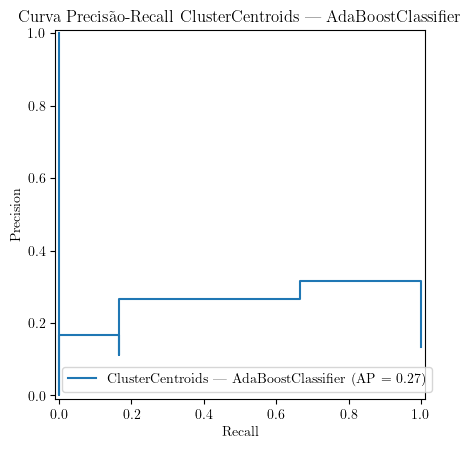 Curva Precisão-Recall ClusterCentroids — AdaBoostClassifier
1.0
0.8
0.6
0.4
0.2
0.0
Precision
ClusterCentroids — AdaBoostClassifier (AP = 0.27)
0.0 0.2 0.4 0.6 0.8 1.0
Recall